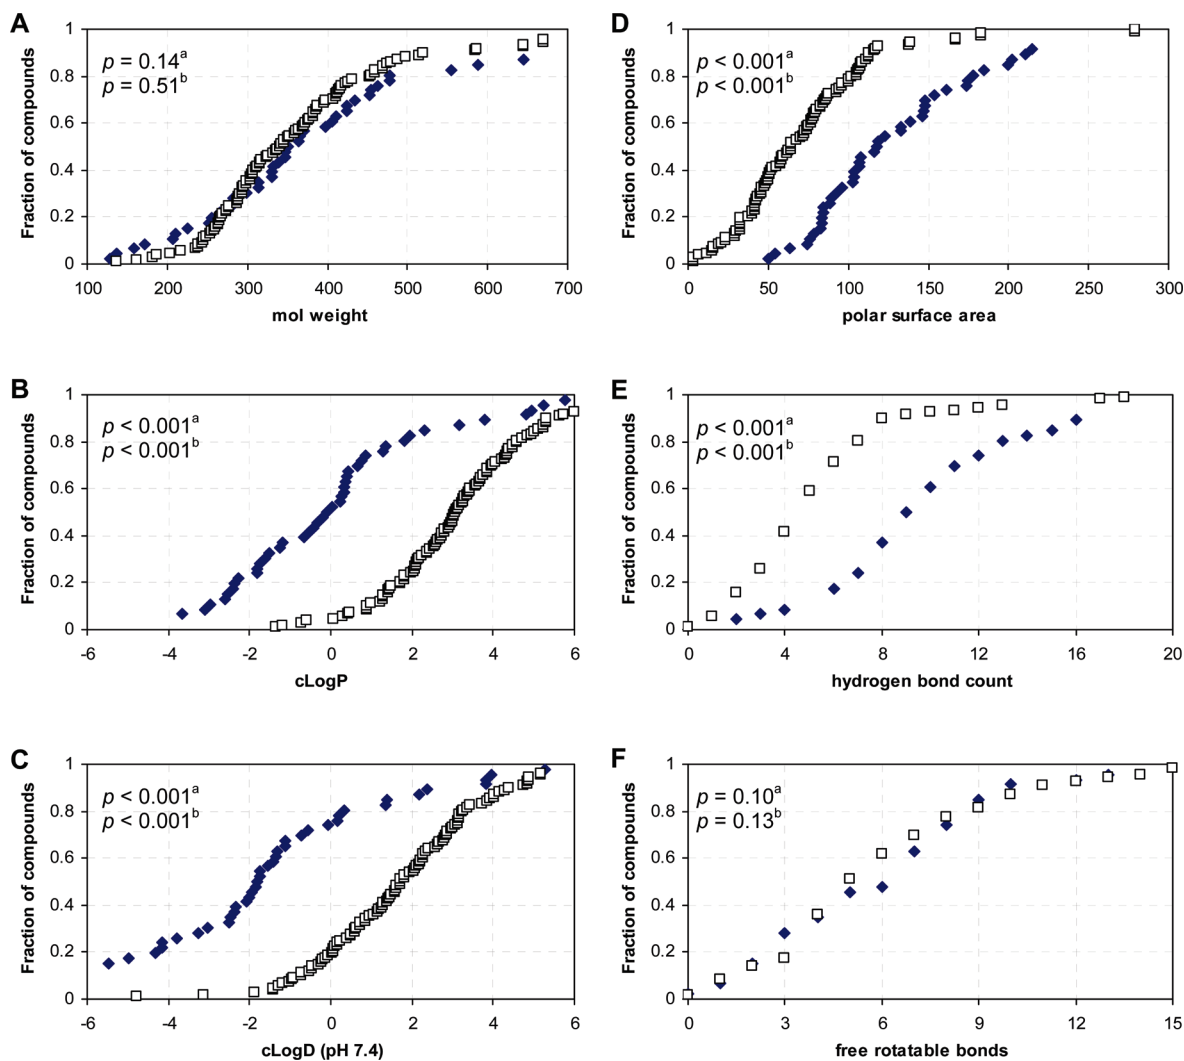 A
p = 0.14a
p = 0.51b
Fraction of compounds
1
0.8
0.6
0.4
0.2
0
100 200 300 400 500 600 700
mol weight
D
p < 0.001a
p < 0.001b
Fraction of compounds
1
0.8
0.6
0.4
0.2
0
0 50 100 150 200 250 300
polar surface area
B
p < 0.001a
p < 0.001b
Fraction of compounds
1
0.8
0.6
0.4
0.2
0
-6 -4 -2 0 2 4 6
cLogP
E
p < 0.001a
p < 0.001b
Fraction of compounds
1
0.8
0.6
0.4
0.2
0
0 4 8 12 16 20
hydrogen bond count
C
p < 0.001a
p < 0.001b
Fraction of compounds
1
0.8
0.6
0.4
0.2
0
-6 -4 -2 0 2 4 6
cLogD (pH 7.4)
F
p = 0.10a
p = 0.13b
Fraction of compounds
1
0.8
0.6
0.4
0.2
0
0 3 6 9 12 15
free rotatable bonds